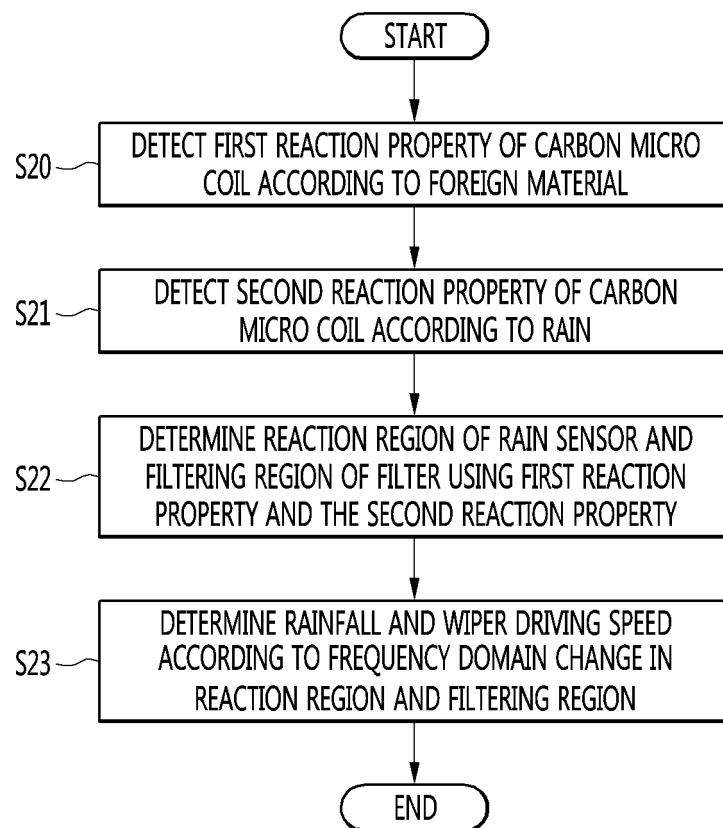 START
S20
DETECT FIRST REACTION PROPERTY OF CARBON MICRO
COIL ACCORDING TO FOREIGN MATERIAL
S21
DETECT SECOND REACTION PROPERTY OF CARBON
MICRO COIL ACCORDING TO RAIN
S22
DETERMINE REACTION REGION OF RAIN SENSOR AND
FILTERING REGION OF FILTER USING FIRST REACTION
PROPERTY AND THE SECOND REACTION PROPERTY
S23
DETERMINE RAINFALL AND WIPER DRIVING SPEED
ACCORDING TO FREQUENCY DOMAIN CHANGE IN
REACTION REGION AND FILTERING REGION
END